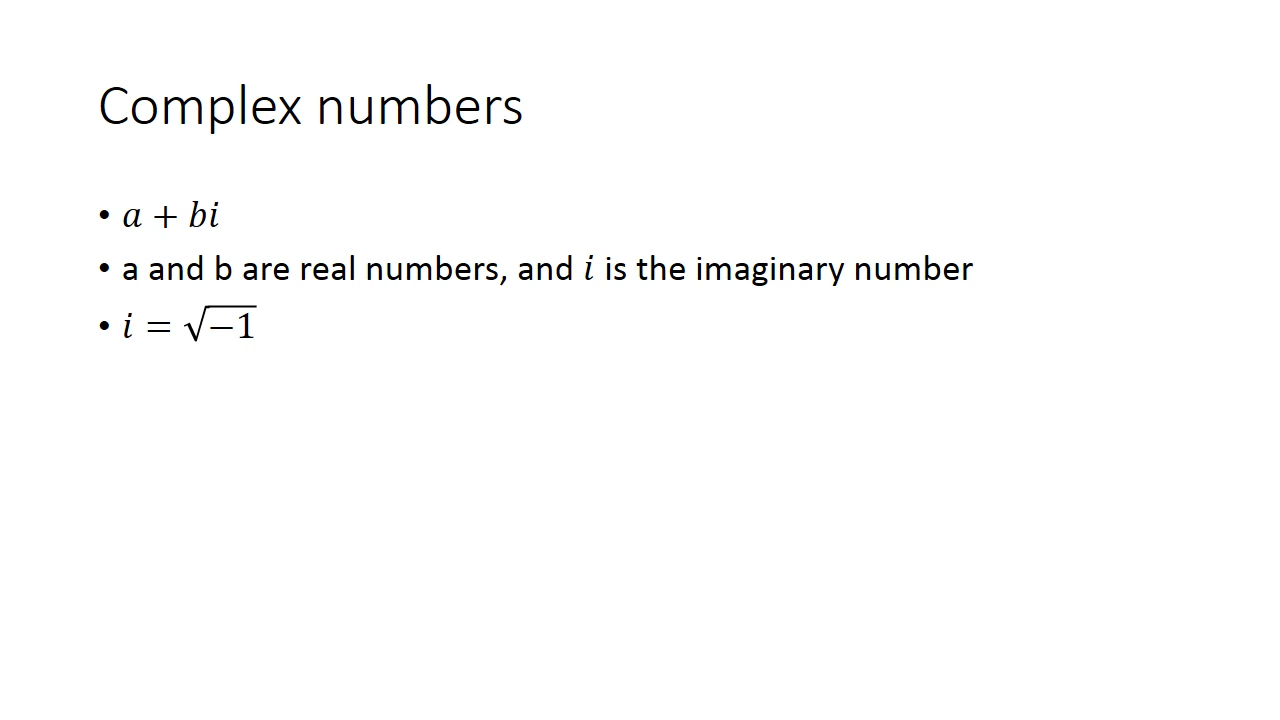 Complex numbers
• a + bi
• a and b are real numbers, and i is the imaginary number
• i = √−1